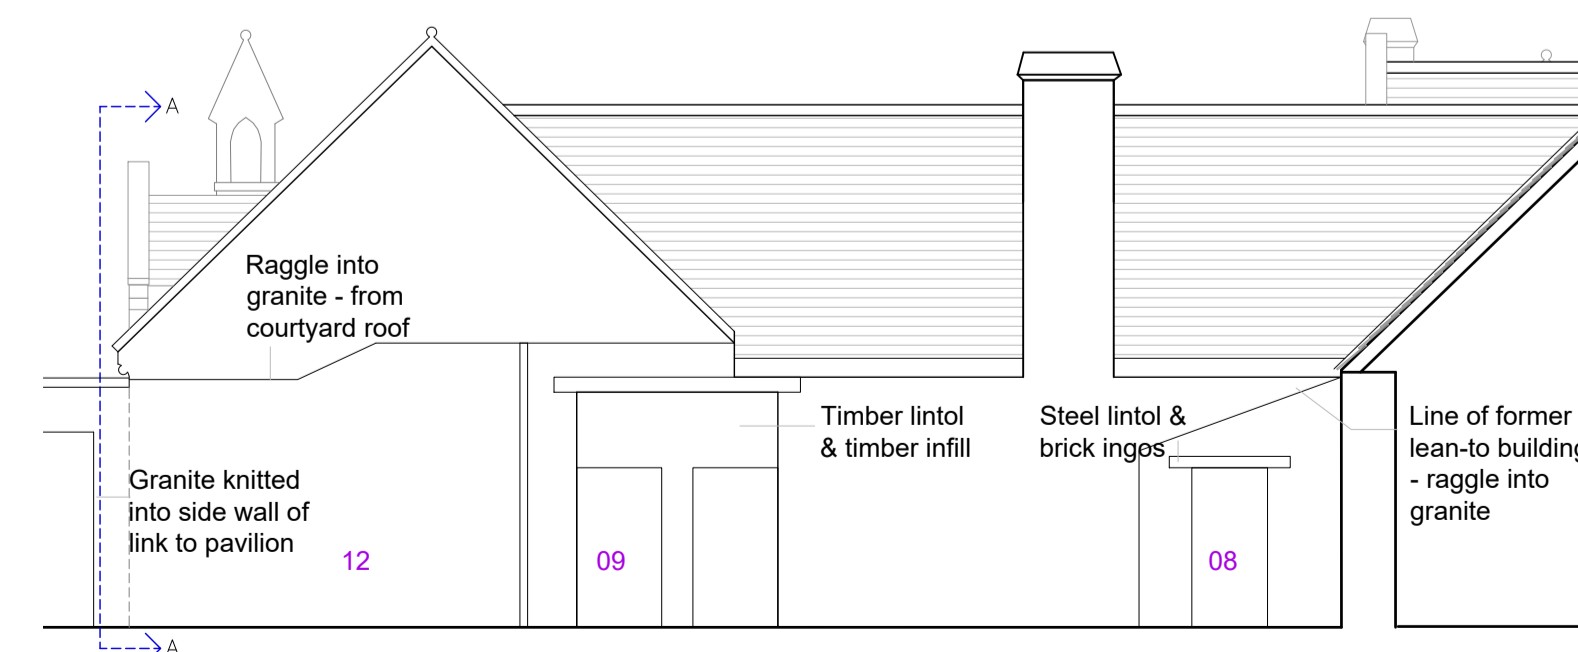 A
Raggle into
granite - from
courtyard roof
Timber lintol
& timber infill
Steel lintol &
brick ingos
Line of former
lean-to building
- raggle into
granite
Granite knitted
into side wall of
link to pavilion
12
09
08
A